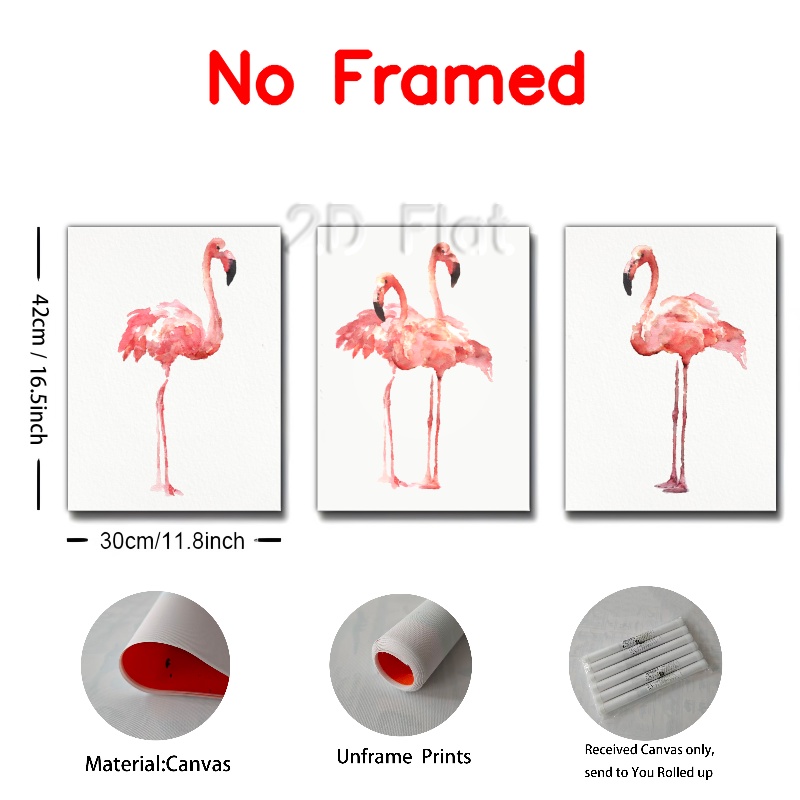 No Framed
2D Flat
42cm / 16.5inch
30cm/11.8inch
Material:Canvas
Unframe Prints
Received Canvas only,
send to You Rolled up